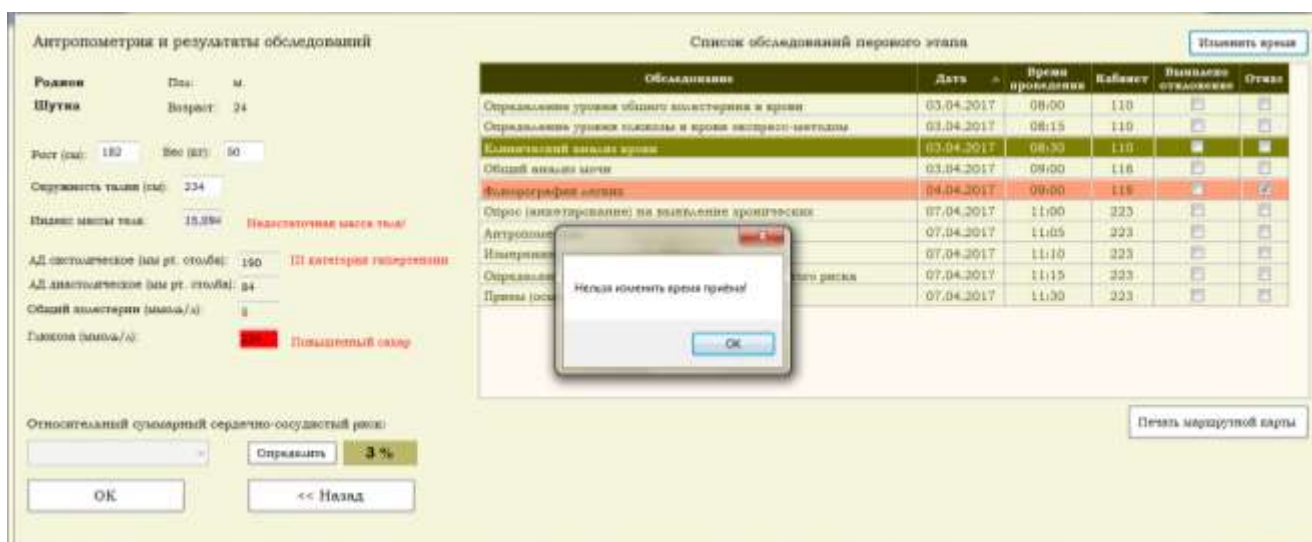 Антропометрия и результаты обследований
Список обследований первого этапа
Изменить время
Родион
Пол: м.
Шутка
Возраст: 24
Рост (см): 182 Вес (кг): 50
Окружность талии (см): 234
Индекс массы тела: 15,094 Недостаточная масса тела!
АД систолическое (мм рт. столба): 190 III категория гипертензии
АД диастолическое (мм рт. столба): 84
Общий холестерин (ммоль/л):
Глюкоза (ммоль/л): Повышенный сахар
Относительный суммарный сердечно-сосудистый риск:
Определить 3 %
ОК << Назад
Обследование Дата Время проведения Кабинет Выявлено отклонение Отказ
Определение уровня общего холестерина в крови 03.04.2017 08:00 110
Определение уровня глюкозы в крови экспресс-методом 03.04.2017 08:15 110
Клинический анализ крови 03.04.2017 08:30 110
Общий анализ мочи 03.04.2017 09:00 116
Флюорография легких 04.04.2017 09:00 116
Опрос (анкетирование) на выявление хронических 07.04.2017 11:00 223
Антропоме 07.04.2017 11:05 223
Измерение 07.04.2017 11:10 223
Определен го риска 07.04.2017 11:15 223
Прием (ос 07.04.2017 11:30 223
Нельзя изменить время приёма!
ОК
Печать маршрутной карты